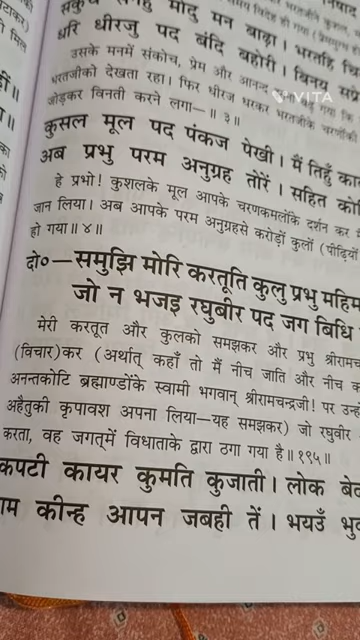 सनेहु मोदु मन बाढ़ा। भरतहि
धरि धीरजु पद बंदि बहोरी। बिनय सप्रेम
उसके मनमें संकोच, प्रेम और आनन्द
भरतजीको देखता रहा। फिर धीरज धरकर भरतजीके चरणोंकी
जोड़कर विनती करने लगा—॥ ३॥
VITA
कुसल मूल पद पंकज पेखी। मैं तिहुँ का
अब प्रभु परम अनुग्रह तोरें। सहित को
हे प्रभो! कुशलके मूल आपके चरणकमलोंके दर्शन कर
जान लिया। अब आपके परम अनुग्रहसे करोड़ों कुलों (पीढ़ियों
हो गया॥ ४॥
दो०— समुझि मोरि करतूति कुलु प्रभु महिम
जो न भजइ रघुबीर पद जग बिधि
मेरी करतूत और कुलको समझकर और प्रभु श्रीरामच
(विचार) कर (अर्थात् कहाँ तो मैं नीच जाति और नीच क
अनन्तकोटि ब्रह्माण्डोंके स्वामी भगवान् श्रीरामचन्द्रजी! पर उन्हो
अहैतुकी कृपावश अपना लिया—यह समझकर) जो रघुबीर
करता, वह जगत्‌में विधाताके द्वारा ठगा गया है॥ १९५॥
कपटी कायर कुमति कुजाती। लोक बे
ाम कीन्ह आपन जबही तें। भयउँ भु